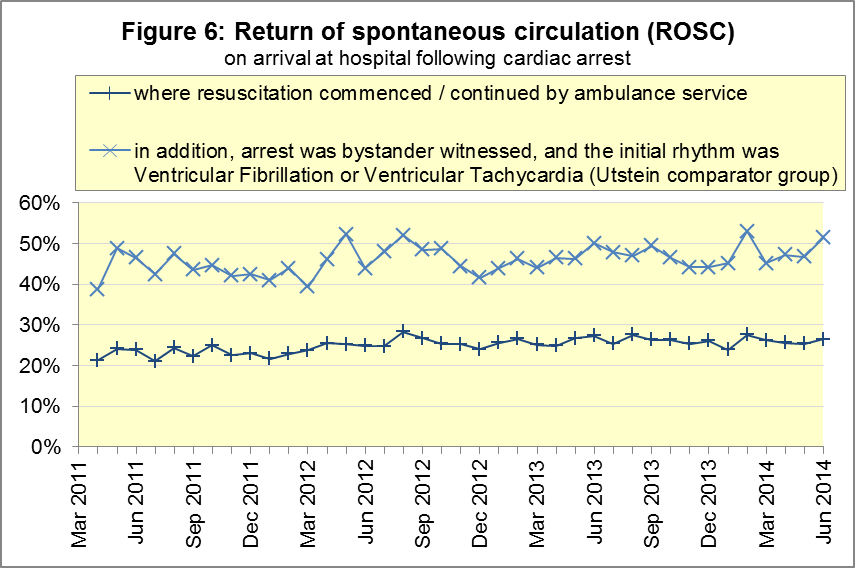 Figure 6: Return of spontaneous circulation (ROSC)
on arrival at hospital following cardiac arrest
where resuscitation commenced / continued by ambulance service
in addition, arrest was bystander witnessed, and the initial rhythm was
Ventricular Fibrillation or Ventricular Tachycardia (Utstein comparator group)
60%
50%
40%
30%
20%
10%
0%
Mar 2011
Jun 2011
Sep 2011
Dec 2011
Mar 2012
Jun 2012
Sep 2012
Dec 2012
Mar 2013
Jun 2013
Sep 2013
Dec 2013
Mar 2014
Jun 2014